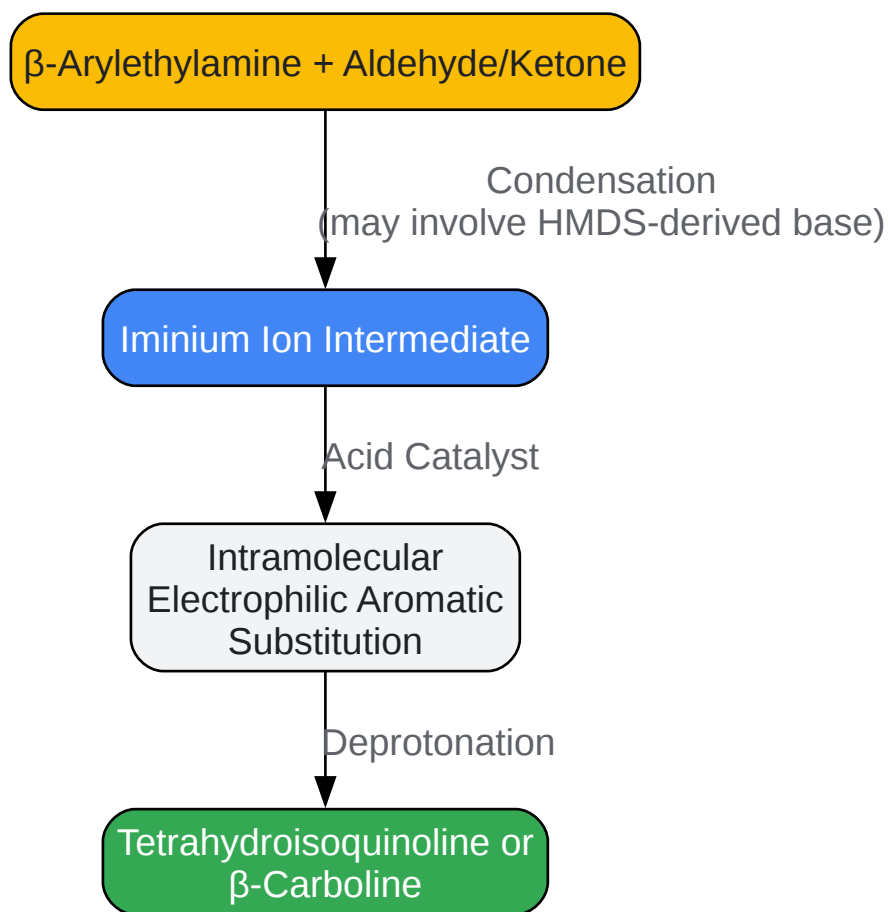 β-Arylethylamine + Aldehyde/Ketone
Condensation
(may involve HMDS-derived base)
Iminium Ion Intermediate
Acid Catalyst
Intramolecular
Electrophilic Aromatic
Substitution
Deprotonation
Tetrahydroisoquinoline or
β-Carboline